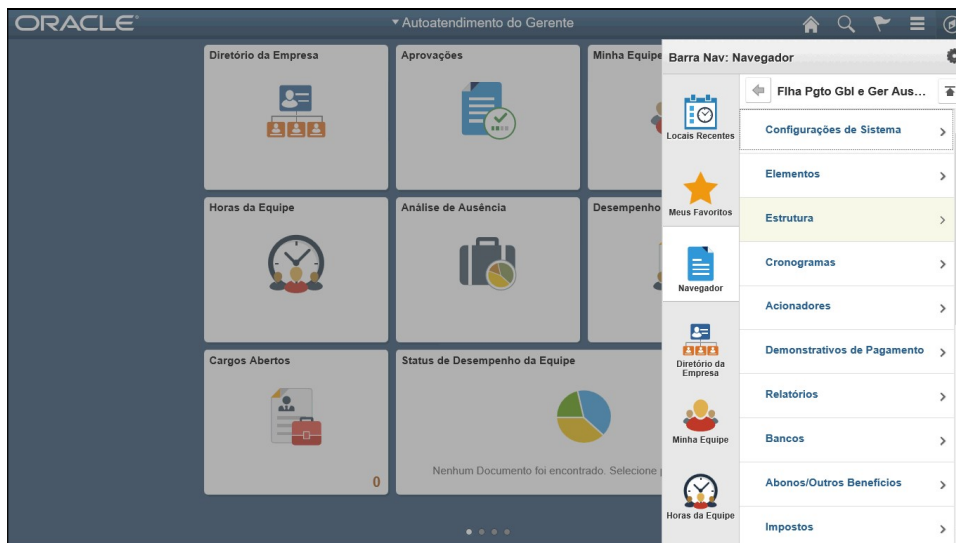 ORACLE
Autoatendimento do Gerente
Diretório da Empresa
Aprovações
Minha Equipe
Horas da Equipe
Análise de Ausência
Desempenho
Cargos Abertos
0
Status de Desempenho da Equipe
Nenhum Documento foi encontrado. Selecione
Barra Nav: Navegador
Locais Recentes
Meus Favoritos
Navegador
Diretório da
Empresa
Minha Equipe
Horas da Equipe
Flha Pgto Gbl e Ger Aus...
Configurações de Sistema
Elementos
Estrutura
Cronogramas
Acionadores
Demonstrativos de Pagamento
Relatórios
Bancos
Abonos/Outros Benefícios
Impostos